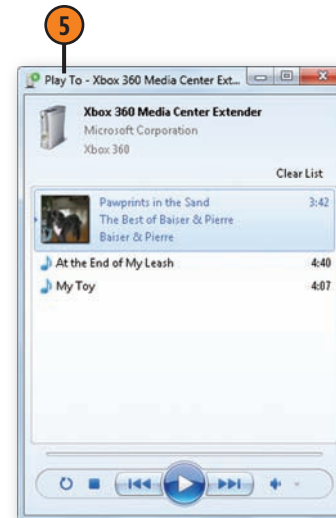 5
Play To - Xbox 360 Media Center Ext...
Xbox 360 Media Center Extender
Microsoft Corporation
Xbox 360
Clear List
Pawprints in the Sand 3:42
The Best of Baiser & Pierre
Baiser & Pierre
At the End of My Leash 4:40
My Toy 4:07